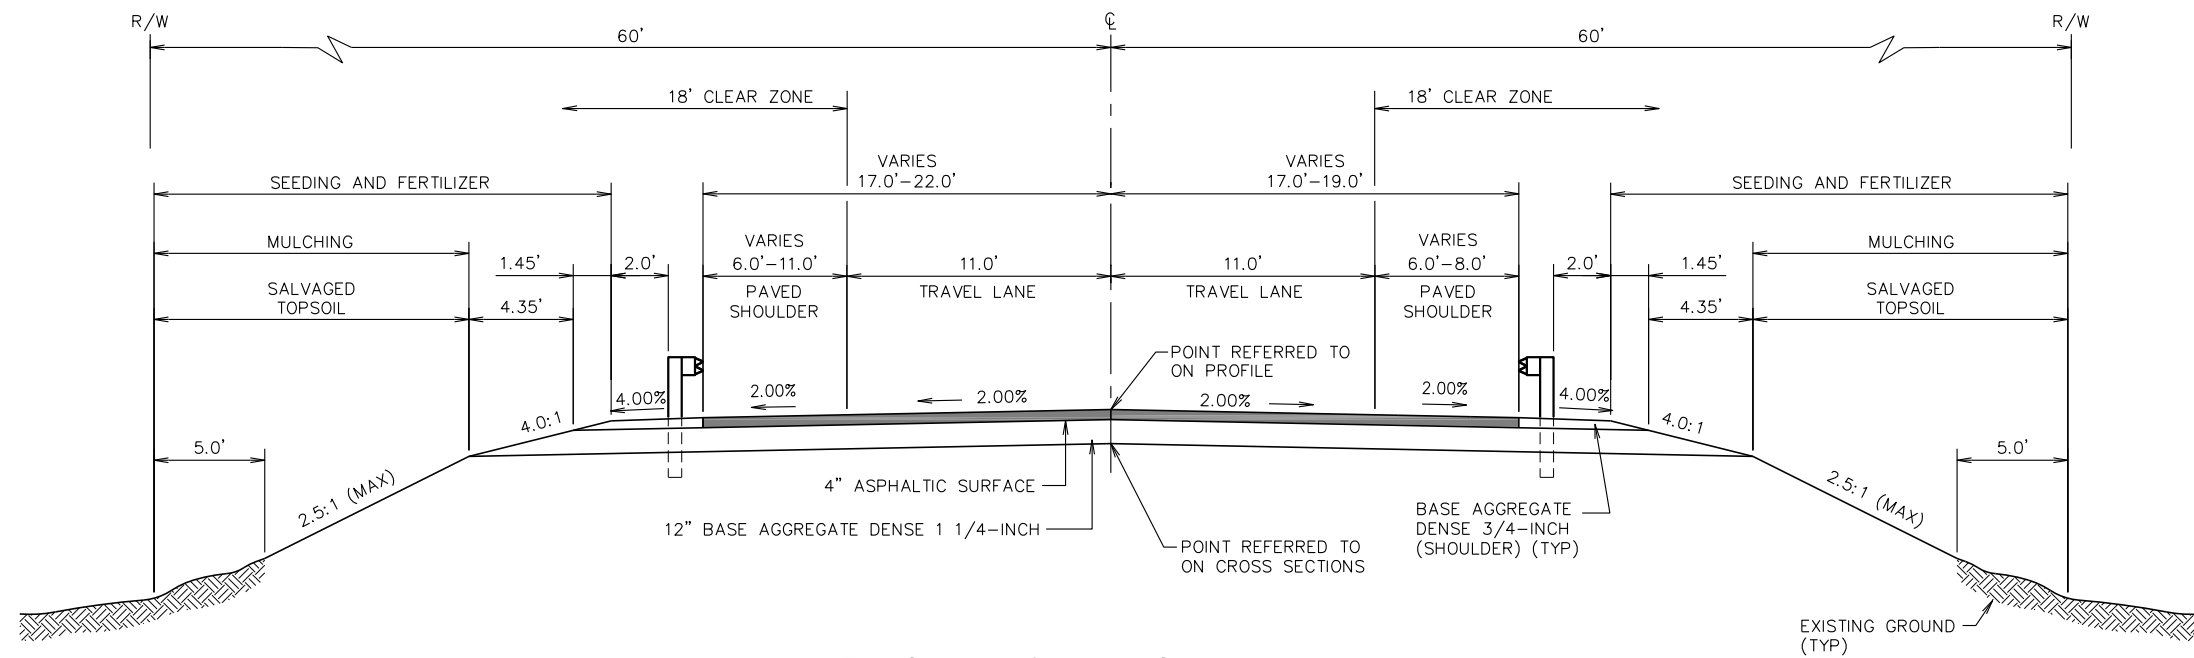 R/W
℄
R/W
60'
60'
18' CLEAR ZONE
18' CLEAR ZONE
VARIES
17.0'-22.0'
VARIES
17.0'-19.0'
SEEDING AND FERTILIZER
SEEDING AND FERTILIZER
MULCHING
1.45'
2.0'
VARIES
6.0'-11.0'
11.0'
11.0'
VARIES
6.0'-8.0'
2.0'
1.45'
MULCHING
SALVAGED
TOPSOIL
4.35'
PAVED
SHOULDER
TRAVEL LANE
TRAVEL LANE
PAVED
SHOULDER
4.35'
SALVAGED
TOPSOIL
POINT REFERRED TO
ON PROFILE
4.00%
2.00%
2.00%
2.00%
2.00%
4.00%
4.0:1
4.0:1
5.0'
5.0'
2.5:1 (MAX)
2.5:1 (MAX)
4" ASPHALTIC SURFACE
12" BASE AGGREGATE DENSE 1 1/4-INCH
BASE AGGREGATE
DENSE 3/4-INCH
(SHOULDER) (TYP)
POINT REFERRED TO
ON CROSS SECTIONS
EXISTING GROUND
(TYP)